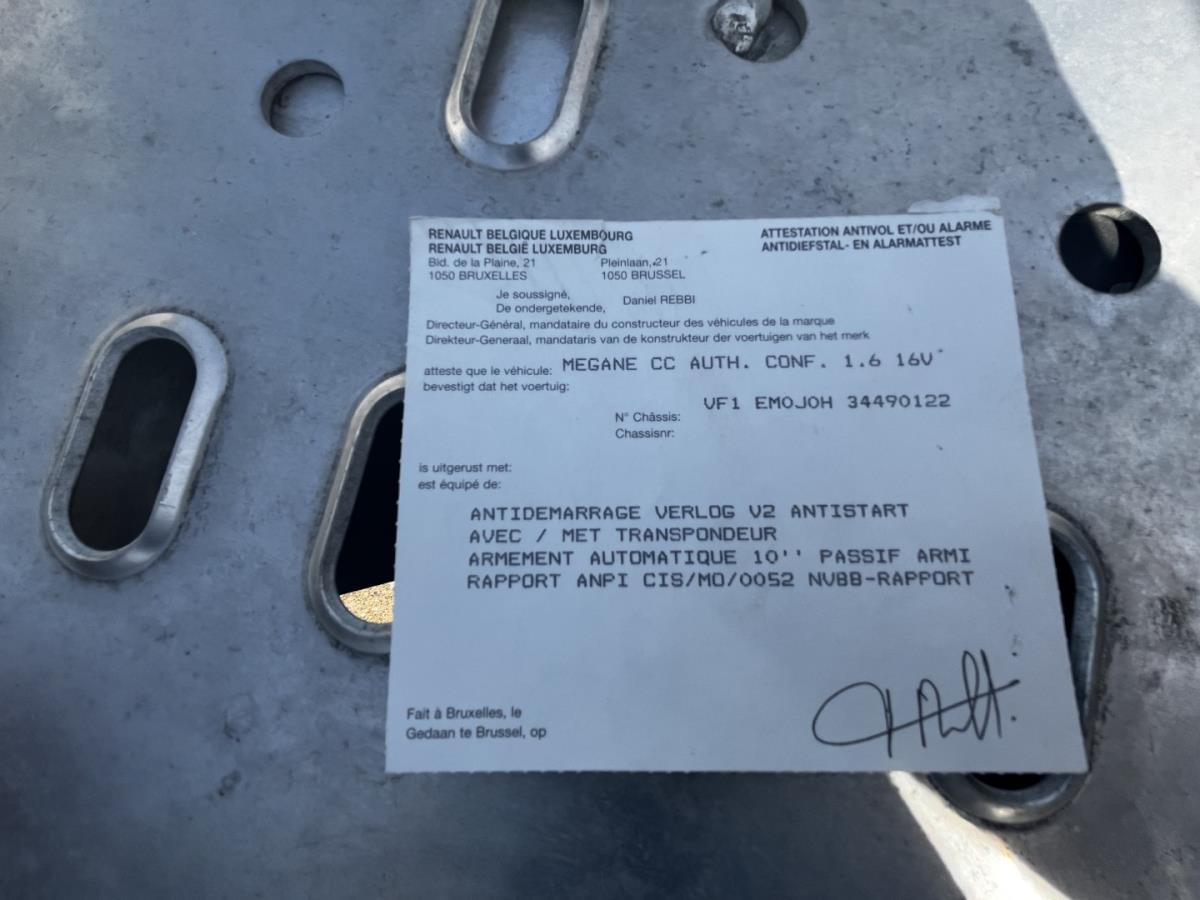 RENAULT BELGIQUE LUXEMBOURG
RENAULT BELGIË LUXEMBURG
Bld. de la Plaine, 21 Pleinlaan, 21
1050 BRUXELLES 1050 BRUSSEL
ATTESTATION ANTIVOL ET/OU ALARME
ANTIDIEFSTAL- EN ALARMATTEST
Je soussigné,
De ondergetekende, Daniel REBBI
Directeur-Général, mandataire du constructeur des véhicules de la marque
Direkteur-Generaal, mandataris van de konstrukteur der voertuigen van het merk
atteste que le véhicule: MEGANE CC AUTH. CONF. 1.6 16V
bevestigt dat het voertuig:
VF1 EMOJOH 34490122
N° Châssis:
Chassisnr:
is uitgerust met:
est équipé de:
ANTIDEMARRAGE VERLOG V2 ANTISTART
AVEC / MET TRANSPONDEUR
ARMEMENT AUTOMATIQUE 10'' PASSIF ARMI
RAPPORT ANPI CIS/MO/0052 NVBB-RAPPORT
Fait à Bruxelles, le
Gedaan te Brussel, op